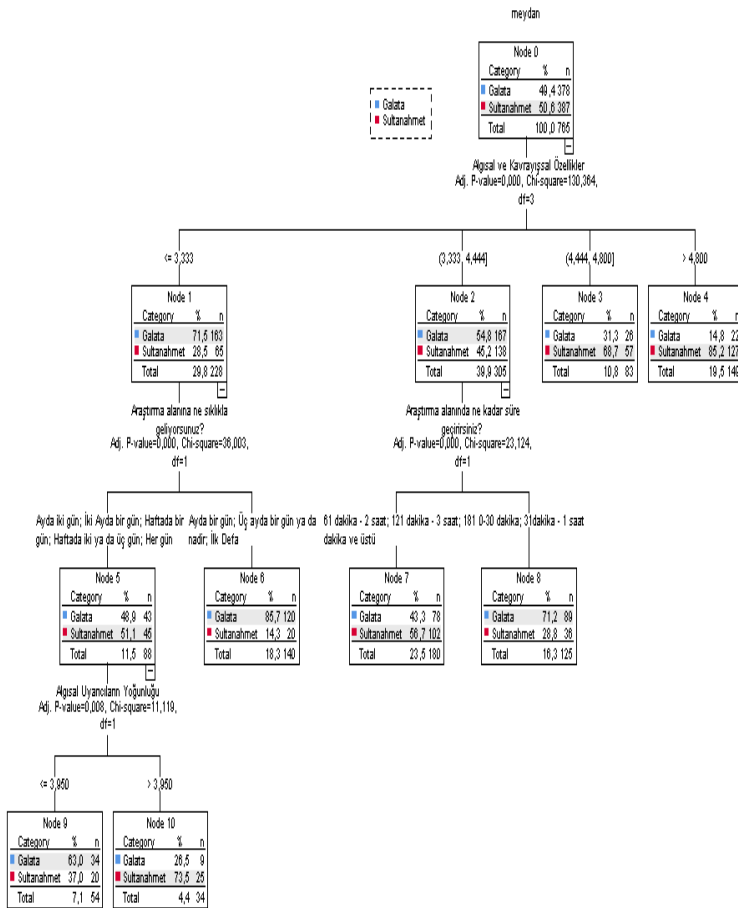 meydan
Galata
Sultanahmet
Node 0
Category % n
Galata 49,4 378
Sultanahmet 50,6 387
Total 100,0 765
Algısal ve Kavrayışsal Özellikler
Adj. P-value=0,000, Chi-square=130,364,
df=3
<= 3,333
(3,333, 4,444]
(4,444, 4,800]
> 4,800
Node 1
Category % n
Galata 71,5 163
Sultanahmet 28,5 65
Total 29,8 228
Node 2
Category % n
Galata 54,8 167
Sultanahmet 45,2 138
Total 39,9 305
Node 3
Category % n
Galata 31,3 26
Sultanahmet 68,7 57
Total 10,8 83
Node 4
Category % n
Galata 14,8 22
Sultanahmet 85,2 127
Total 19,5 149
Araştırma alanına ne sıklıkla
geliyorsunuz?
Adj. P-value=0,000, Chi-square=36,003,
df=1
Araştırma alanında ne kadar süre
geçirirsiniz?
Adj. P-value=0,000, Chi-square=23,124,
df=1
Ayda iki gün; İki Ayda bir gün; Haftada bir
gün; Haftada iki ya da üç gün; Her gün
Ayda bir gün; Üç ayda bir gün ya da
nadir; İlk Defa
61 dakika - 2 saat; 121 dakika - 3 saat; 181
dakika ve üstü
0-30 dakika; 31dakika - 1 saat
Node 5
Category % n
Galata 48,9 43
Sultanahmet 51,1 45
Total 11,5 88
Node 6
Category % n
Galata 85,7 120
Sultanahmet 14,3 20
Total 18,3 140
Node 7
Category % n
Galata 43,3 78
Sultanahmet 56,7 102
Total 23,5 180
Node 8
Category % n
Galata 71,2 89
Sultanahmet 28,8 36
Total 16,3 125
Algısal Uyarıcıların Yoğunluğu
Adj. P-value=0,008, Chi-square=11,119,
df=1
<= 3,950
> 3,950
Node 9
Category % n
Galata 63,0 34
Sultanahmet 37,0 20
Total 7,1 54
Node 10
Category % n
Galata 26,5 9
Sultanahmet 73,5 25
Total 4,4 34